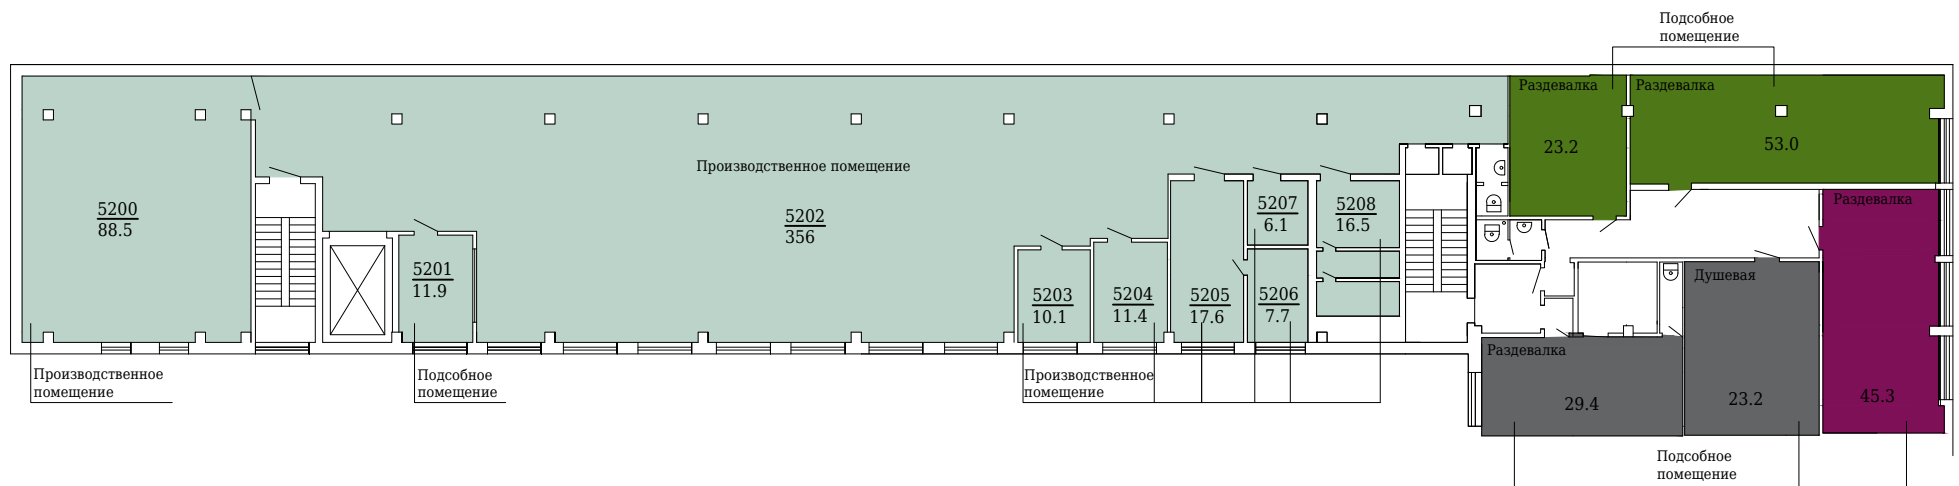 Подсобное
помещение
Раздевалка
23.2
Раздевалка
53.0
Производственное помещение
5200
88.5
5202
356
5201
11.9
5203
10.1
5204
11.4
5205
17.6
5207
6.1
5206
7.7
5208
16.5
Раздевалка
45.3
Душевая
23.2
Раздевалка
29.4
Производственное
помещение
Подсобное
помещение
Производственное
помещение
Подсобное
помещение